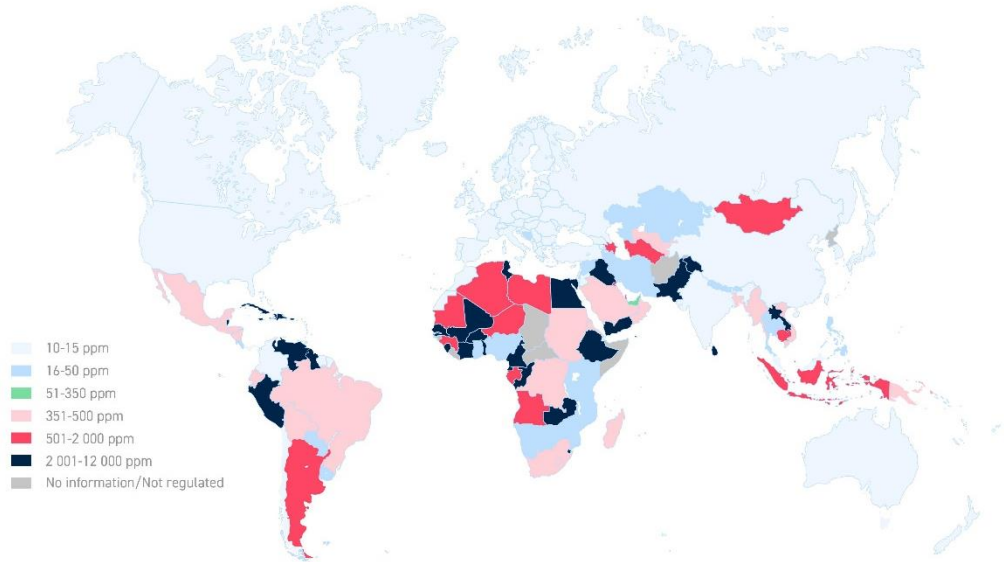 10-15 ppm
16-50 ppm
51-350 ppm
351-500 ppm
501-2 000 ppm
2 001-12 000 ppm
No information/Not regulated